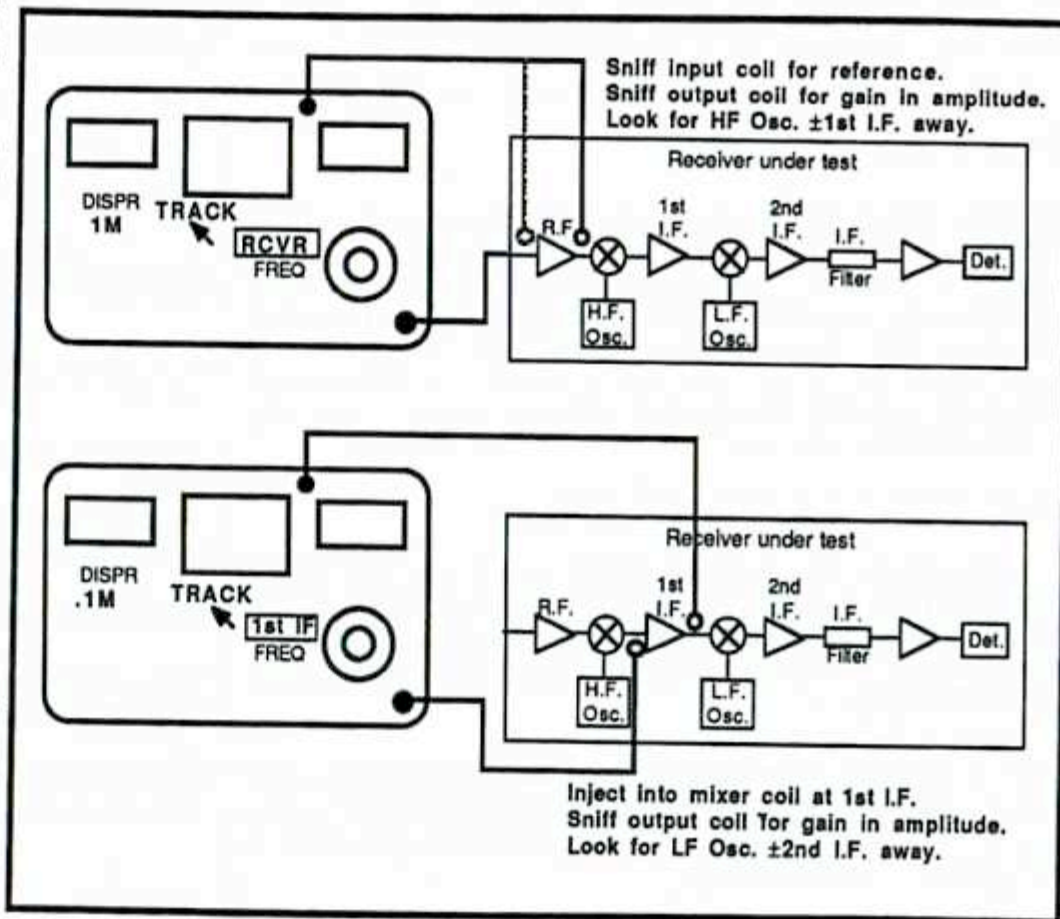 Sniff input coil for reference.
Sniff output coil for gain in amplitude.
Look for HF Osc. ±1st I.F. away.
Receiver under test
DISPR
1M
TRACK
RCVR
FREQ
R.F.
1st
I.F.
2nd
I.F.
I.F.
Filter
Det.
H.F.
Osc.
L.F.
Osc.
Receiver under test
DISPR
.1M
TRACK
1st IF
FREQ
R.F.
1st
I.F.
2nd
I.F.
I.F.
Filter
Det.
H.F.
Osc.
L.F.
Osc.
Inject into mixer coil at 1st I.F.
Sniff output coil Tor gain in amplitude.
Look for LF Osc. ±2nd I.F. away.